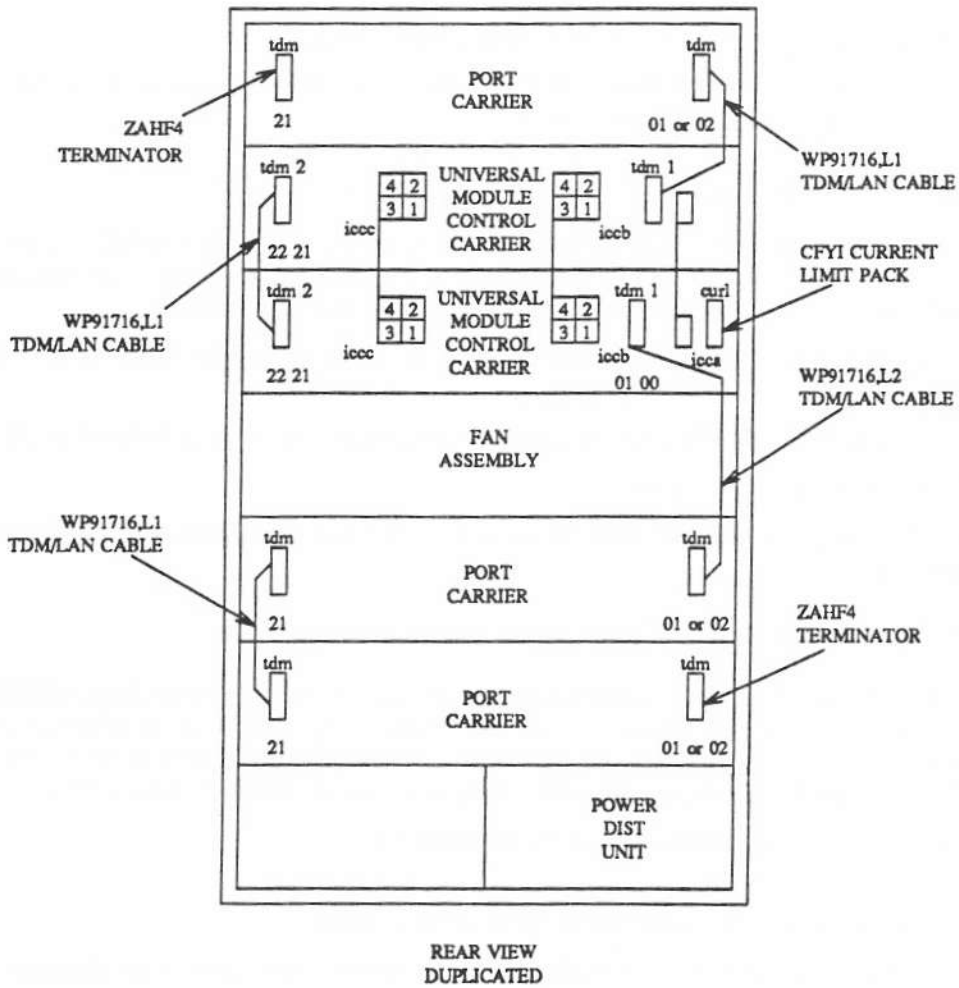 tdm
tdm
PORT
CARRIER
21
01 or 02
ZAHF4
TERMINATOR
WP91716,L1
TDM/LAN CABLE
tdm 2
4 2
3 1
UNIVERSAL
MODULE
CONTROL
CARRIER
4 2
3 1
tdm 1
iccc
iccb
22 21
CFYI CURRENT
LIMIT PACK
WP91716,L1
TDM/LAN CABLE
tdm 2
4 2
3 1
UNIVERSAL
MODULE
CONTROL
CARRIER
4 2
3 1
tdm 1
curl
iccc
iccb
icca
22 21
01 00
WP91716,L2
TDM/LAN CABLE
FAN
ASSEMBLY
WP91716,L1
TDM/LAN CABLE
tdm
tdm
PORT
CARRIER
21
01 or 02
ZAHF4
TERMINATOR
tdm
tdm
PORT
CARRIER
21
01 or 02
POWER
DIST
UNIT
REAR VIEW
DUPLICATED